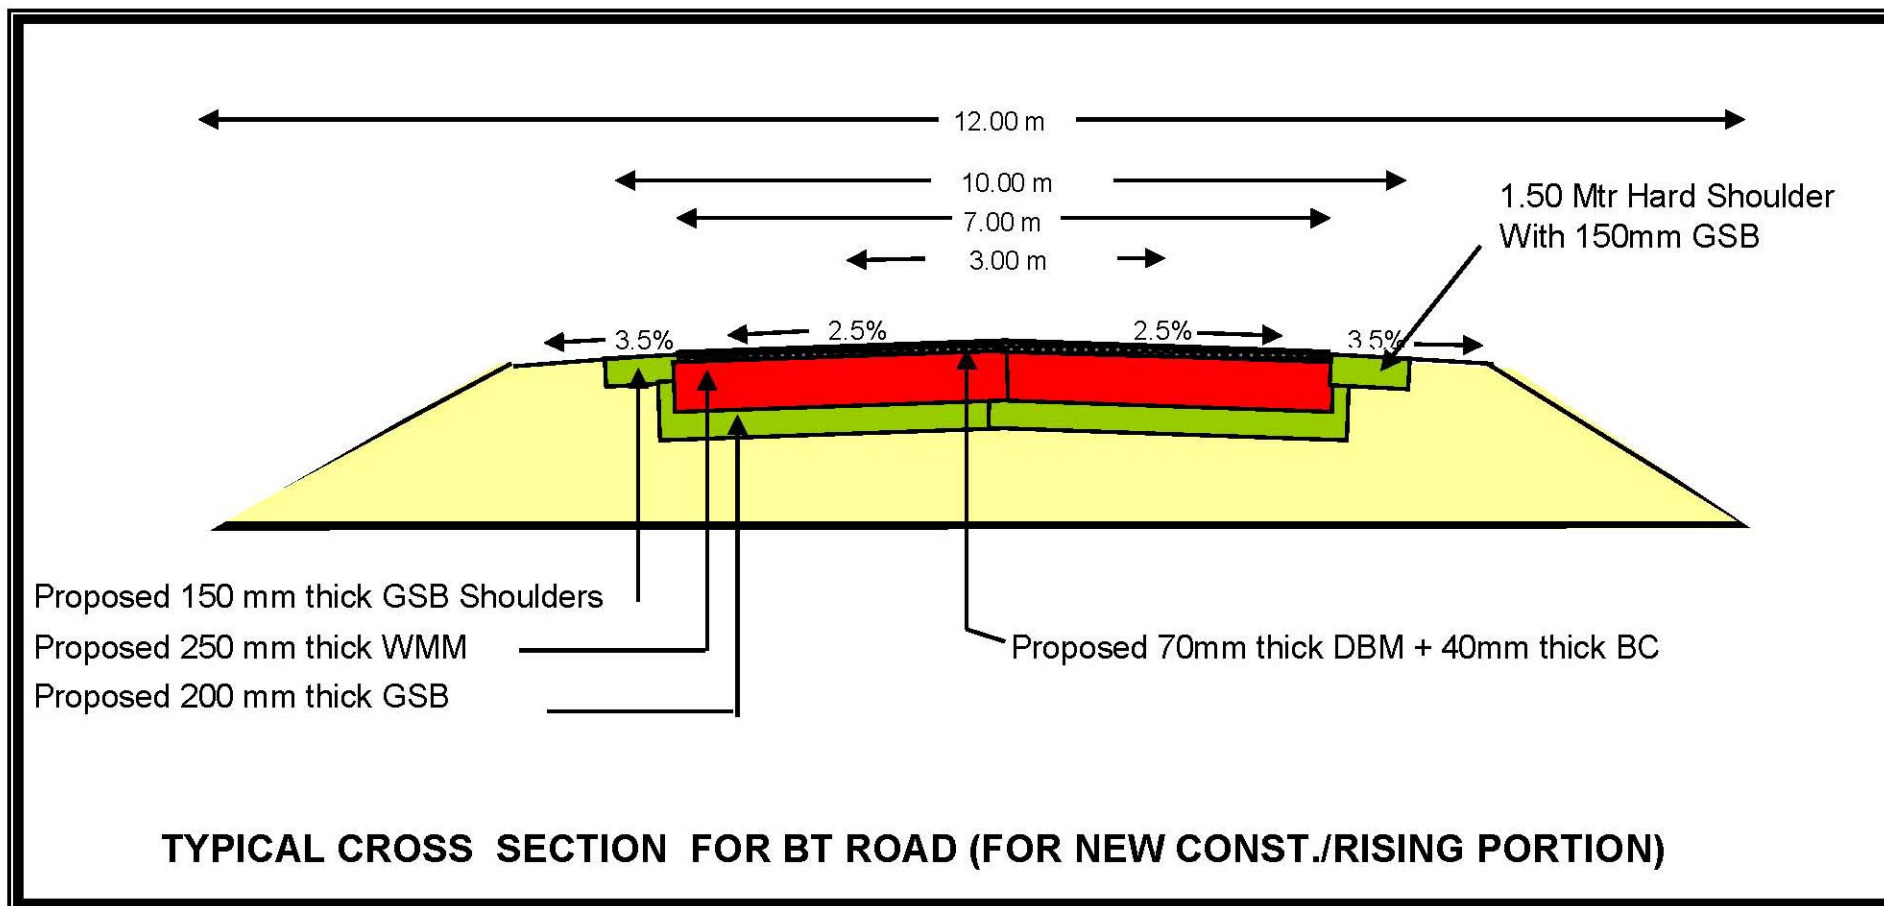 12.00 m
10.00 m
7.00 m
3.00 m
1.50 Mtr Hard Shoulder
With 150mm GSB
3.5%
2.5%
2.5%
3 5%
Proposed 150 mm thick GSB Shoulders
Proposed 250 mm thick WMM
Proposed 70mm thick DBM + 40mm thick BC
Proposed 200 mm thick GSB
TYPICAL CROSS SECTION FOR BT ROAD (FOR NEW CONST./RISING PORTION)